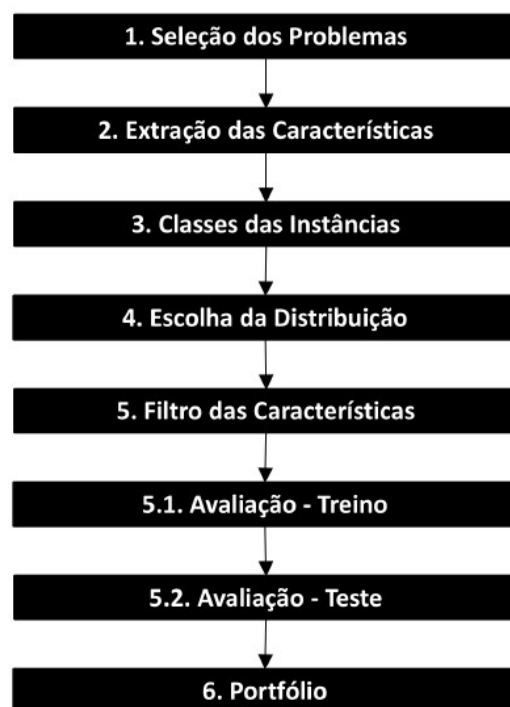 1. Seleção dos Problemas
2. Extração das Características
3. Classes das Instâncias
4. Escolha da Distribuição
5. Filtro das Características
5.1. Avaliação - Treino
5.2. Avaliação - Teste
6. Portfólio